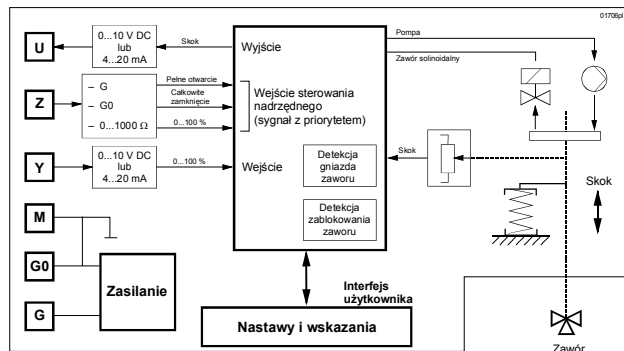 01706pl
U
0...10 V DC
lub
4...20 mA
Skok
Wyjście
Pompa
Zawór solinoidalny
Z
– G
– G0
– 0...1000 Ω
Pełne otwarcie
Całkowite
zamknięcie
0...100 %
Wejście sterowania
nadrzędnego
(sygnał z priorytetem)
Y
0...10 V DC
lub
4...20 mA
0...100 %
Wejście
Detekcja
gniazda
zaworu
Skok
Detekcja
zablokowania
zaworu
Skok
M
G0
G
Zasilanie
Interfejs
użytkownika
Nastawy i wskazania
Zawór